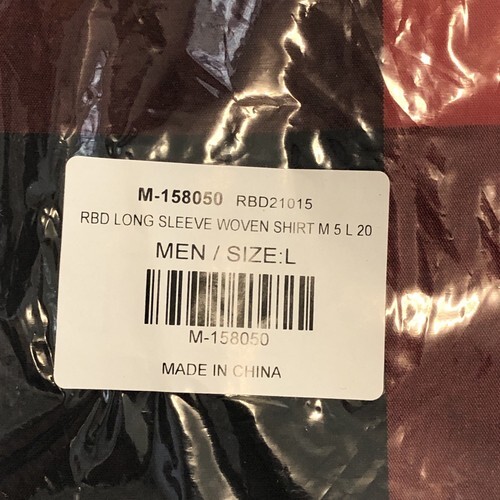 M-158050 RBD21015
RBD LONG SLEEVE WOVEN SHIRT M 5 L 20
MEN / SIZE:L
M-158050
MADE IN CHINA